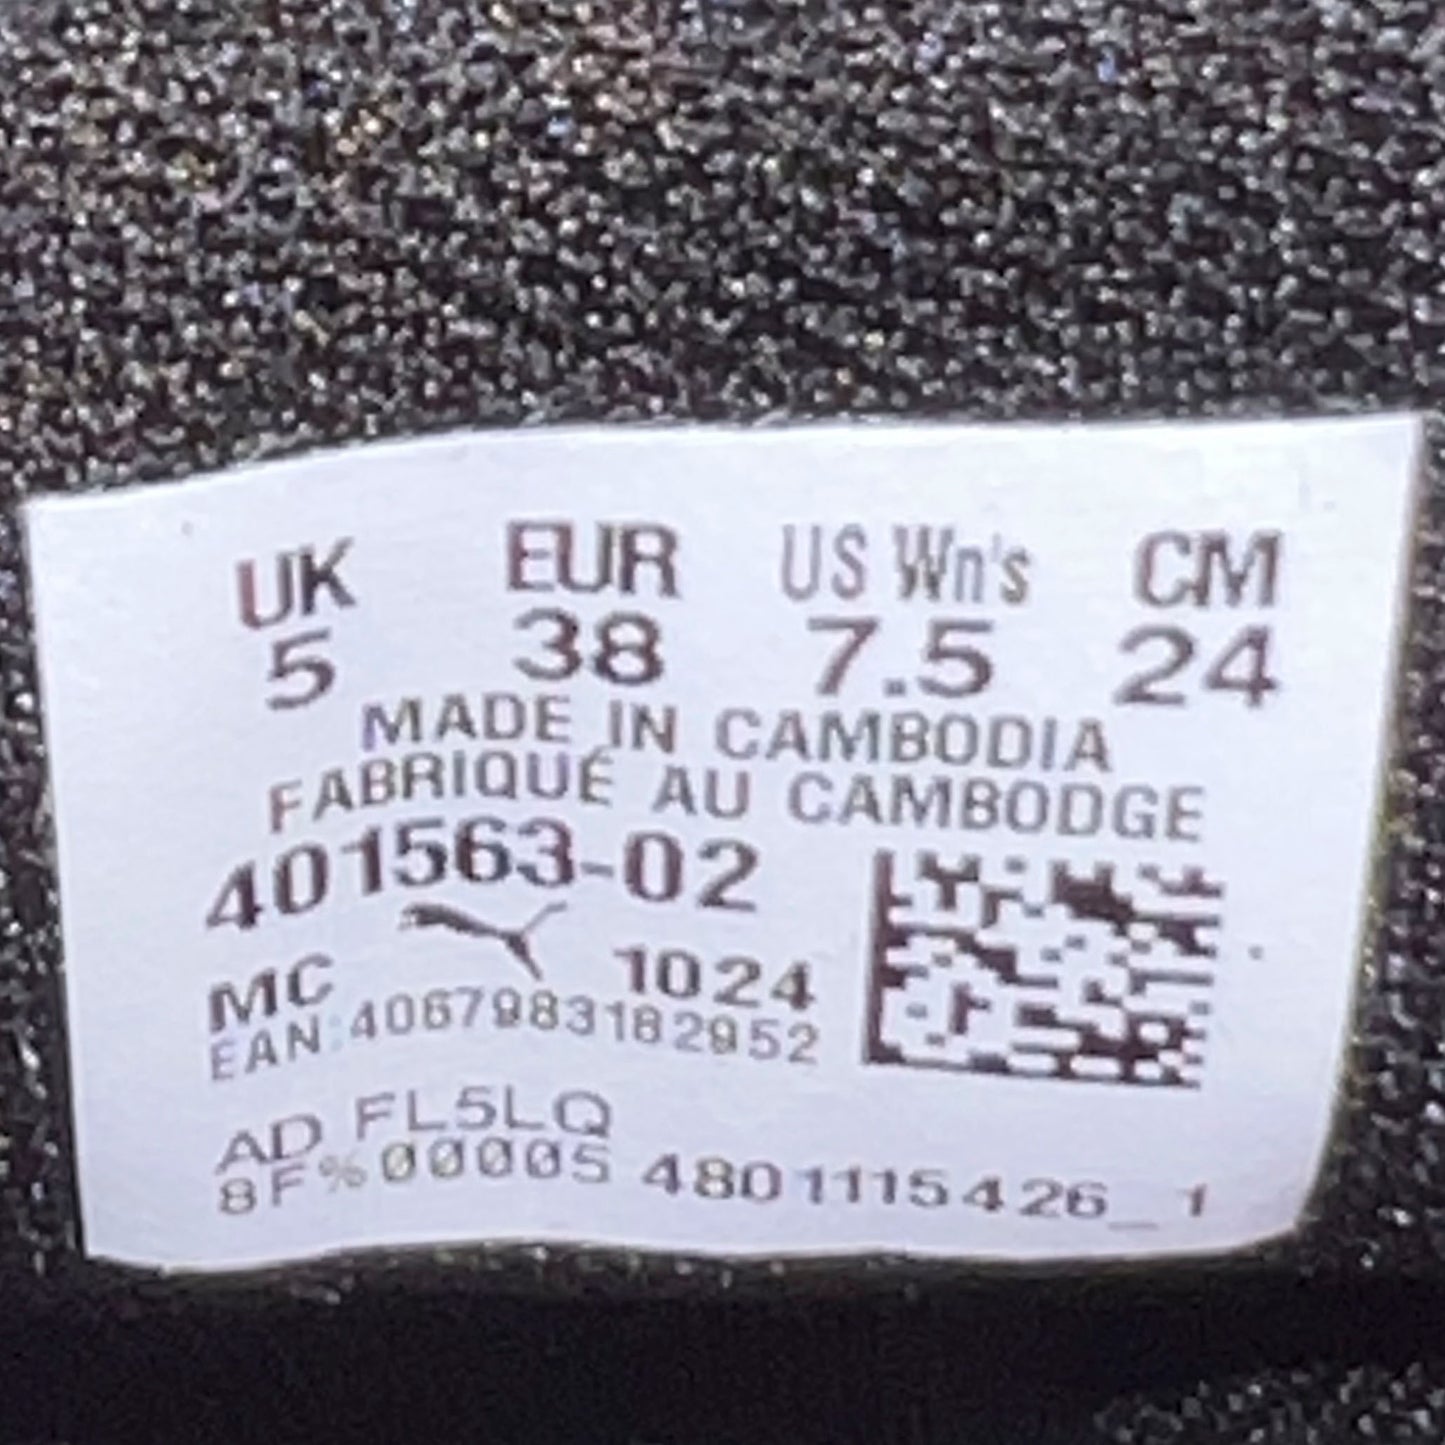 UK EUR US Wn's CM
5 38 7.5 24
MADE IN CAMBODIA
FABRIQUÉ AU CAMBODGE
401563-02
MC 1024
EAN:4067983182952
AD FL5LQ
8F%00005 4801115426_1